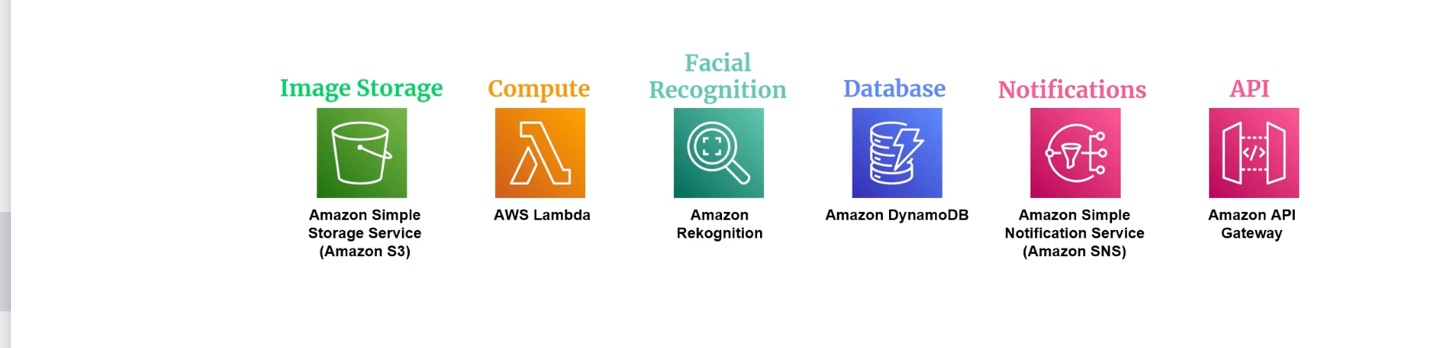 Image Storage
Compute
Facial
Recognition
Database
Notifications
API
</>
Amazon Simple
Storage Service
(Amazon S3)
AWS Lambda
Amazon
Rekognition
Amazon DynamoDB
Amazon Simple
Notification Service
(Amazon SNS)
Amazon API
Gateway